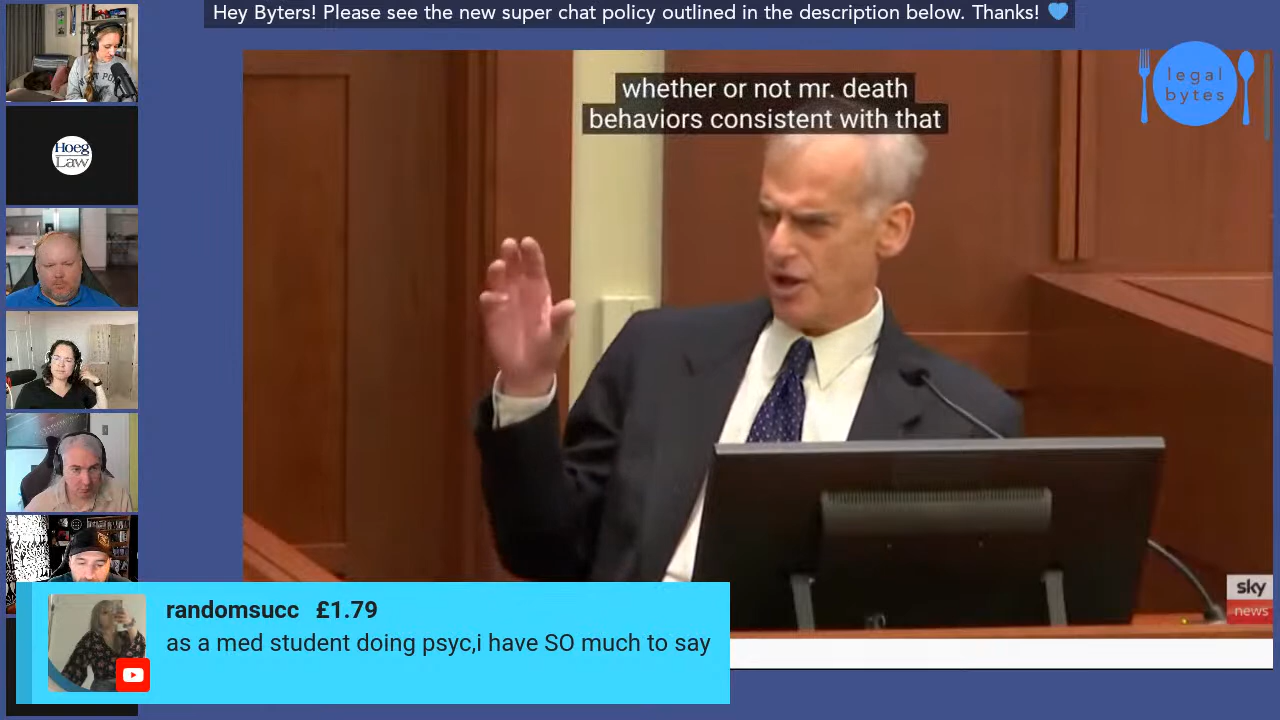 Hey Byters! Please see the new super chat policy outlined in the description below. Thanks! 💙
legal
bytes
whether or not mr. death
behaviors consistent with that
Hoeg
Law
sky
news
randomsucc £1.79
as a med student doing psyc,i have SO much to say